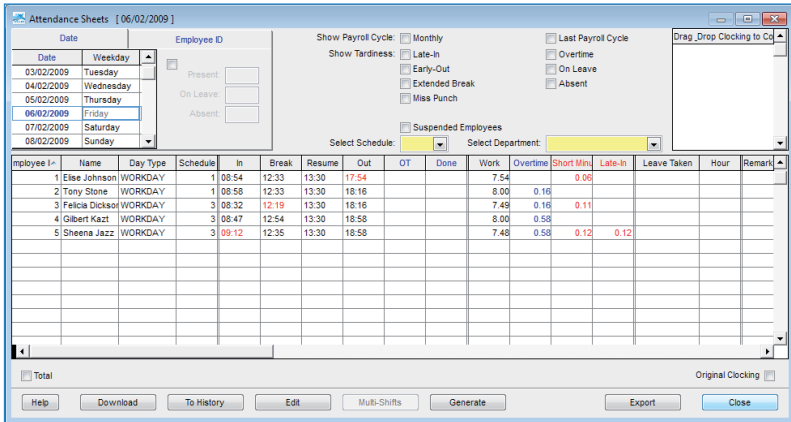 Attendance Sheets [ 06/02/2009 ]
Date Employee ID
Date Weekday
03/02/2009 Tuesday
04/02/2009 Wednesday
05/02/2009 Thursday
06/02/2009 Friday
07/02/2009 Saturday
08/02/2009 Sunday
Present:
On Leave:
Absent:
Show Payroll Cycle: Monthly Last Payroll Cycle
Show Tardiness: Late-In Overtime
Early-Out On Leave
Extended Break Absent
Miss Punch
Suspended Employees
Select Schedule: Select Department:
Drag _Drop Clocking to Co
mployee I Name Day Type Schedule In Break Resume Out OT Done Work Overtime Short Minu Late-In Leave Taken Hour Remark
1 Elise Johnson WORKDAY 1 08:54 12:33 13:30 17:54 7.54 0.06
2 Tony Stone WORKDAY 1 08:58 12:33 13:30 18:16 8.00 0.16
3 Felicia Dicksor WORKDAY 3 08:32 12:19 13:30 18:16 7.49 0.16 0.11
4 Gilbert Kazt WORKDAY 3 08:47 12:54 13:30 18:58 8.00 0.58
5 Sheena Jazz WORKDAY 3 09:12 12:35 13:30 18:58 7.48 0.58 0.12 0.12
Total Original Clocking
Help Download To History Edit Multi-Shifts Generate Export Close